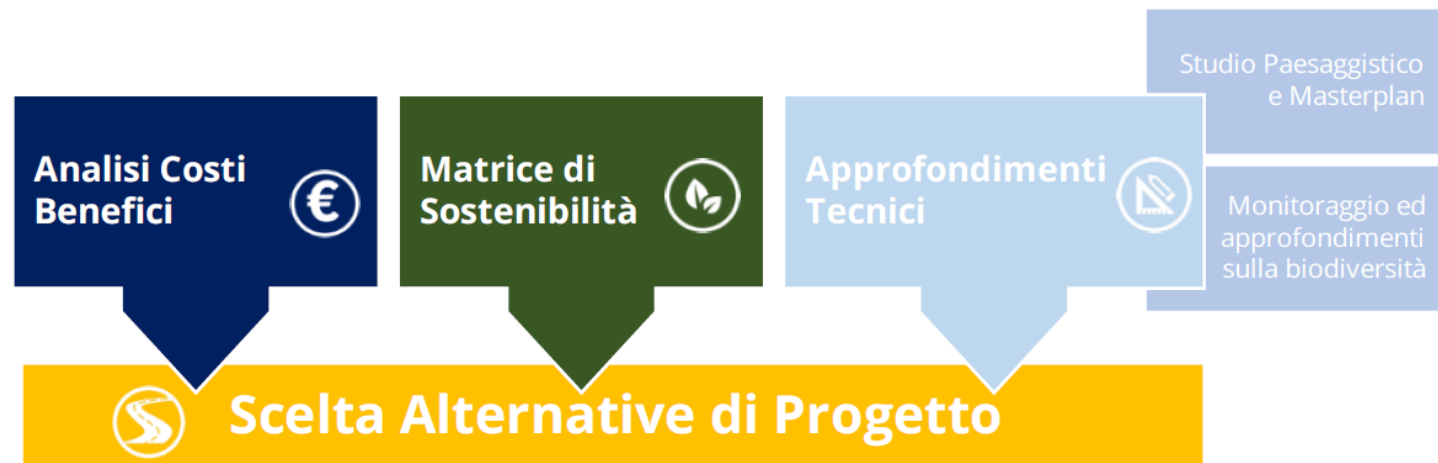 Analisi Costi
Benefici
€
Matrice di
Sostenibilità
Approfondimenti
Tecnici
Studio Paesaggistico
e Masterplan
Monitoraggio ed
approfondimenti
sulla biodiversità
Scelta Alternative di Progetto